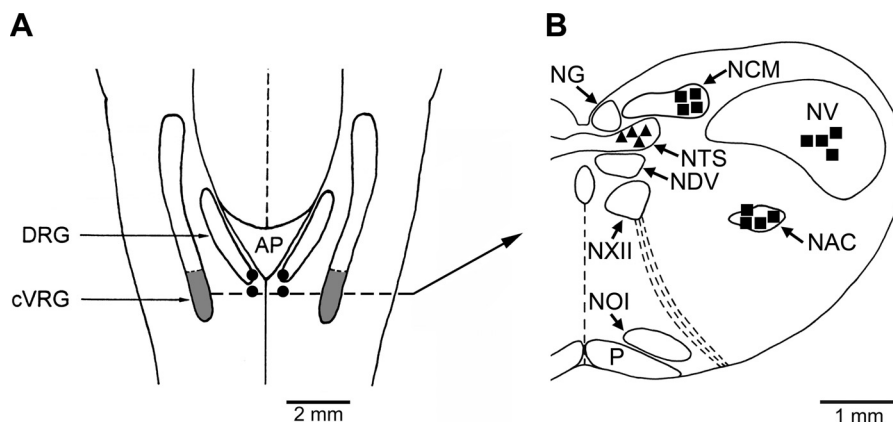 A
DRG
AP
cVRG
2 mm
B
NG
NCM
NV
NTS
NDV
NXII
NAC
NOI
P
1 mm